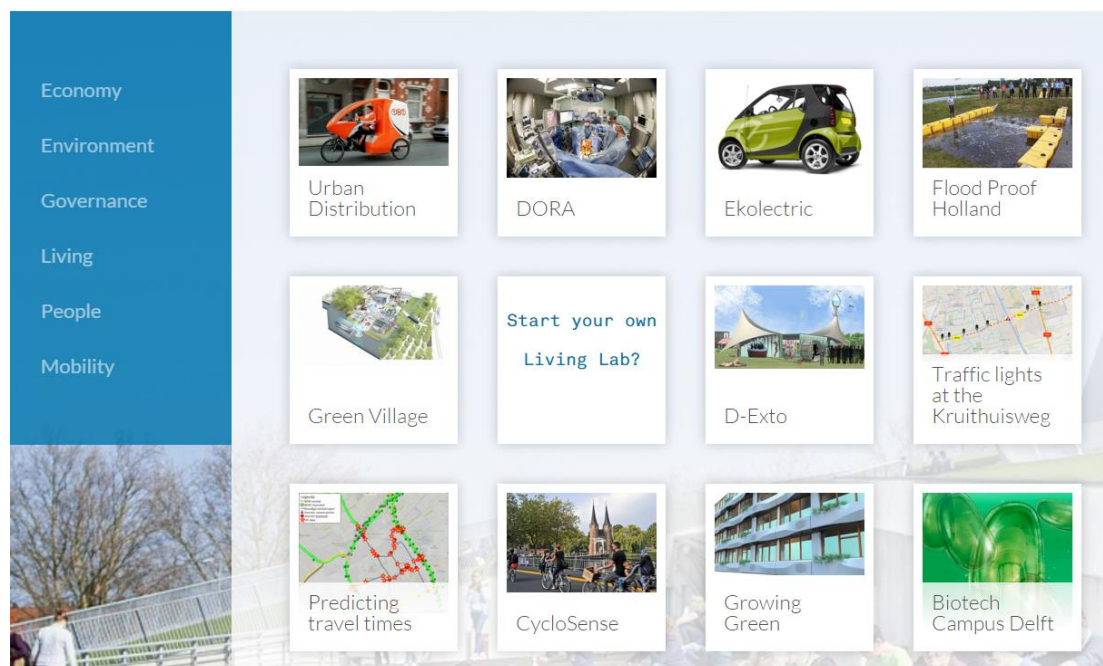 Economy
Environment
Governance
Living
People
Mobility
Urban
Distribution
DORA
Ekolectric
Flood Proof
Holland
Green Village
Start your own
Living Lab?
D-Exto
Traffic lights
at the
Kruithuisweg
Predicting
travel times
CycloSense
Growing
Green
Biotech
Campus Delft